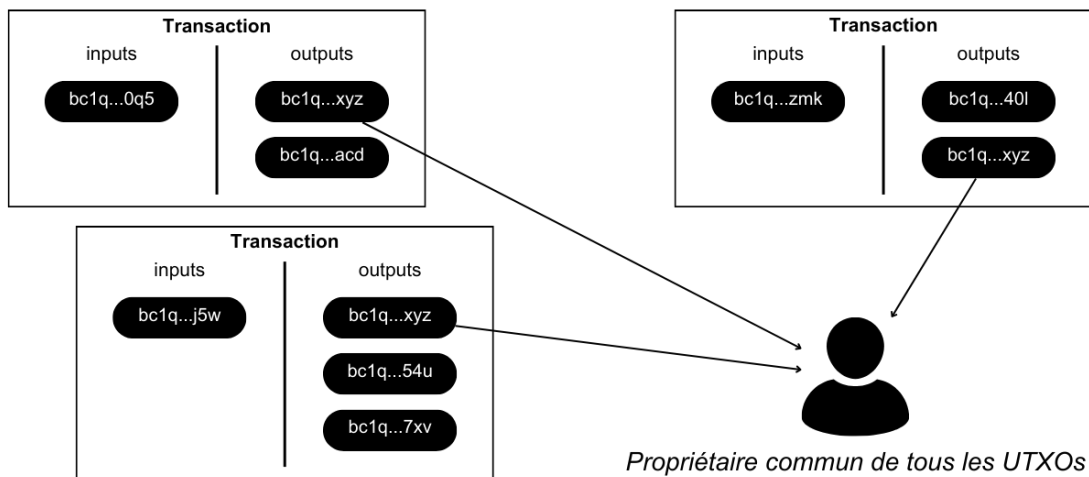 Transaction
inputs outputs
bc1q...0q5 bc1q...xyz
bc1q...acd
Transaction
inputs outputs
bc1q...zmk bc1q...40l
bc1q...xyz
Transaction
inputs outputs
bc1q...j5w bc1q...xyz
bc1q...54u
bc1q...7xv
Propriétaire commun de tous les UTXOs